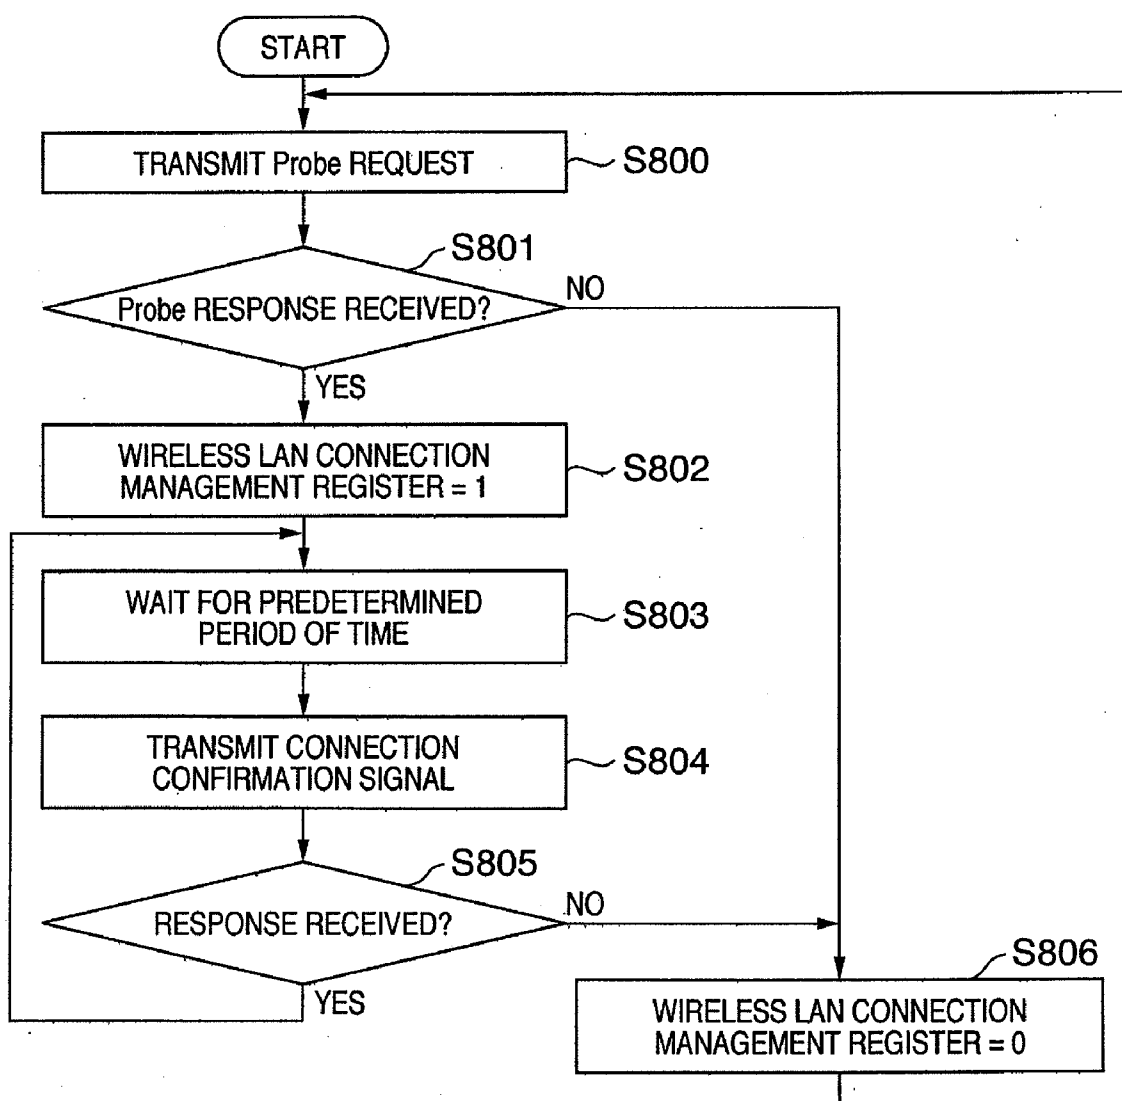 START
TRANSMIT Probe REQUEST
S800
S801
Probe RESPONSE RECEIVED?
NO
YES
WIRELESS LAN CONNECTION
MANAGEMENT REGISTER = 1
S802
WAIT FOR PREDETERMINED
PERIOD OF TIME
S803
TRANSMIT CONNECTION
CONFIRMATION SIGNAL
S804
S805
RESPONSE RECEIVED?
NO
YES
S806
WIRELESS LAN CONNECTION
MANAGEMENT REGISTER = 0